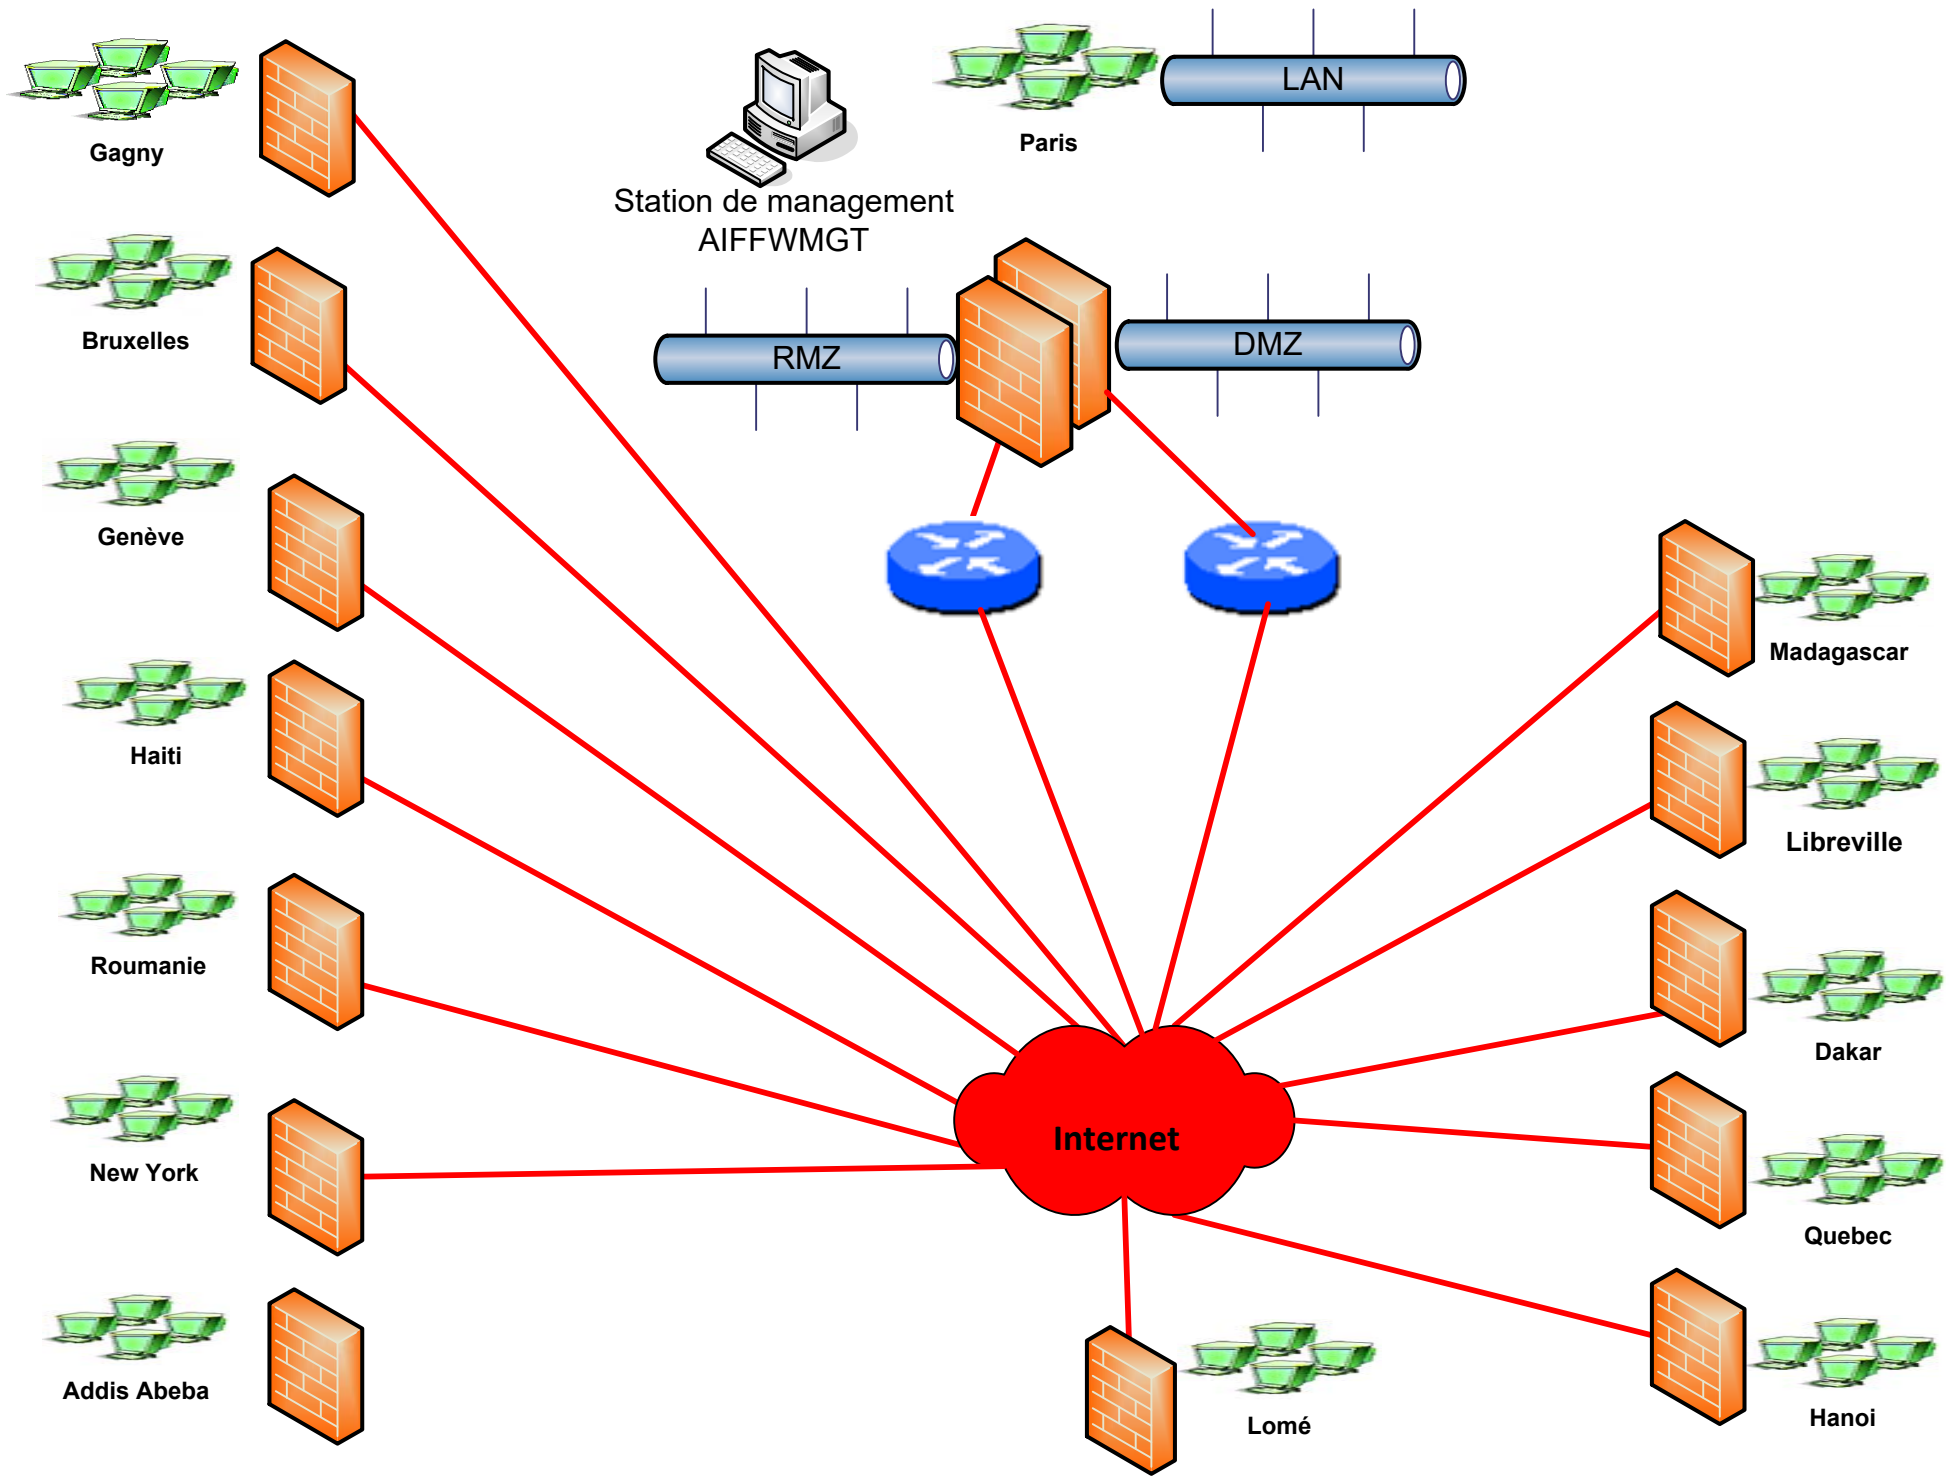 LAN
Paris
Gagny
Station de management
AIFFWMGT
Bruxelles
RMZ
DMZ
Genève
Madagascar
Haiti
Libreville
Roumanie
Dakar
Internet
New York
Quebec
Addis Abeba
Lomé
Hanoi